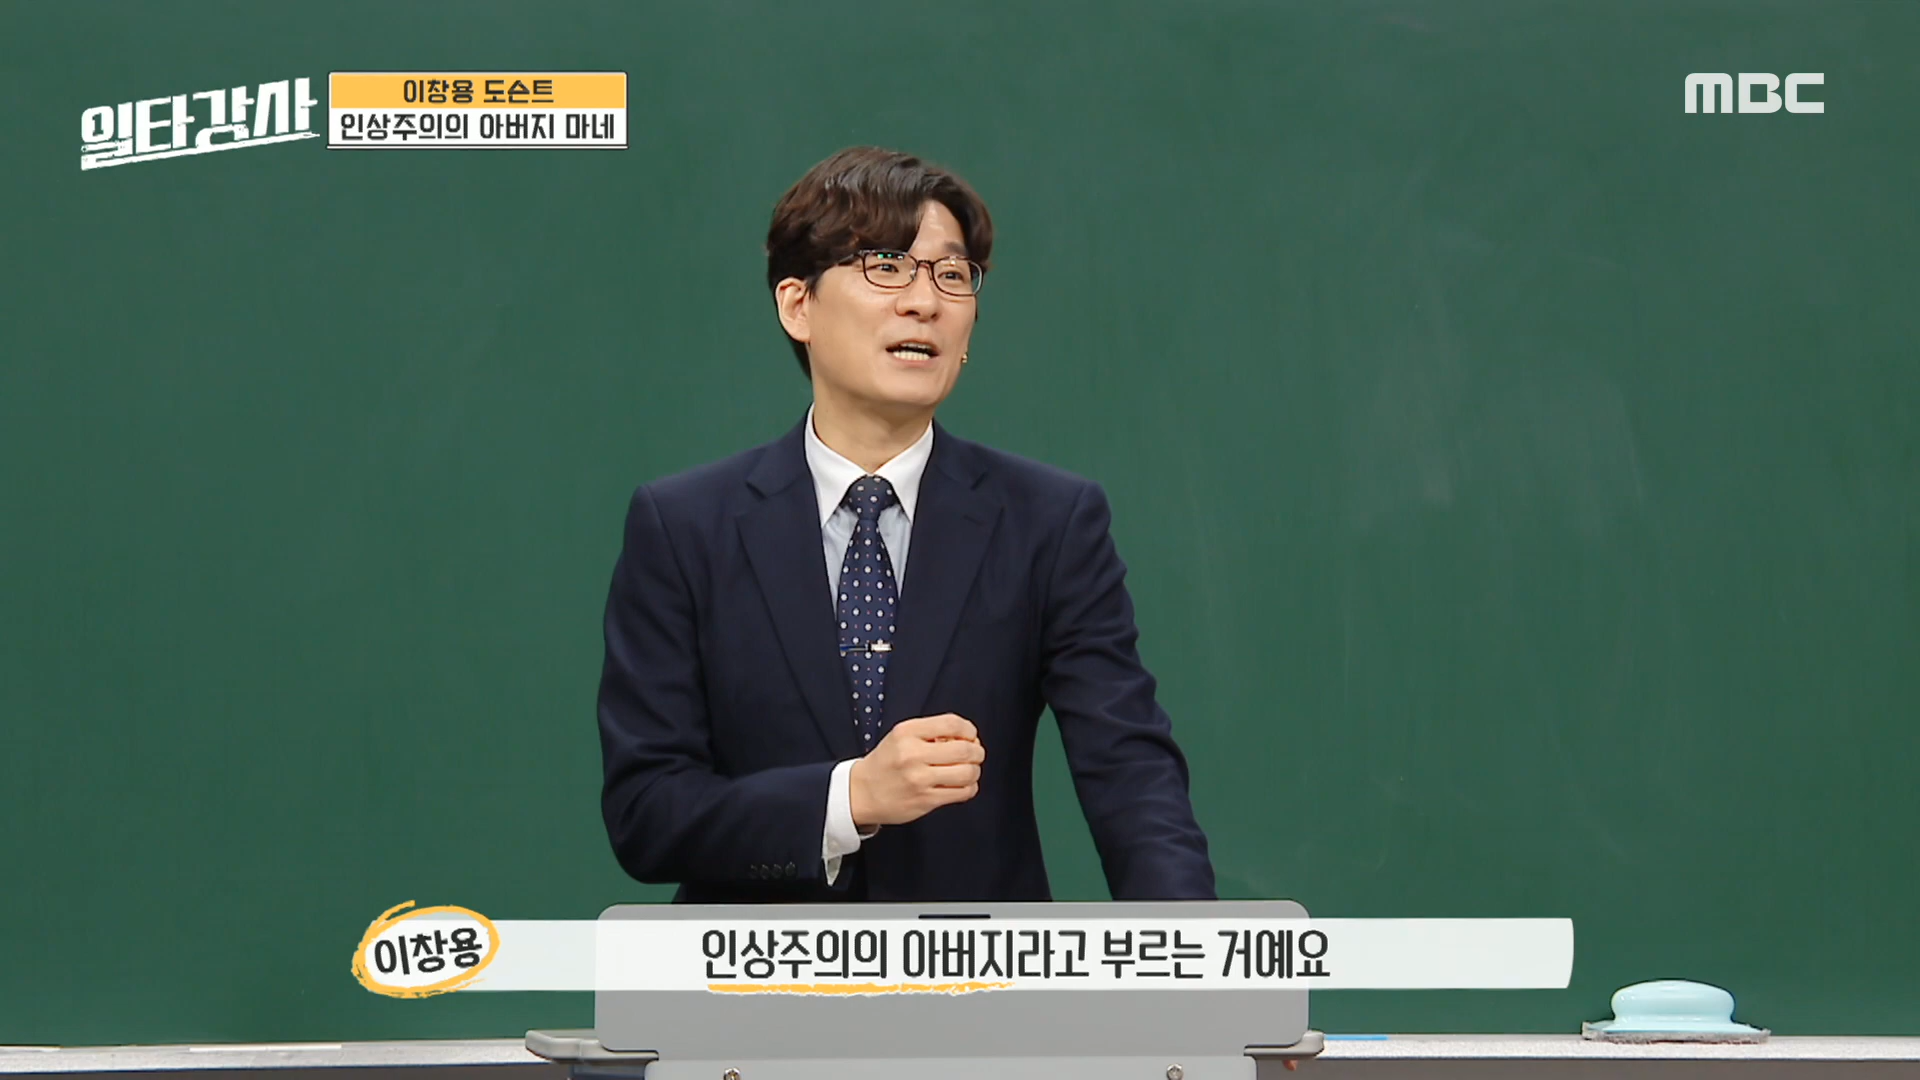 일타강사
이창용 도슨트
인상주의의 아버지 마네
MBC
이창용
인상주의의 아버지라고 부르는 거예요